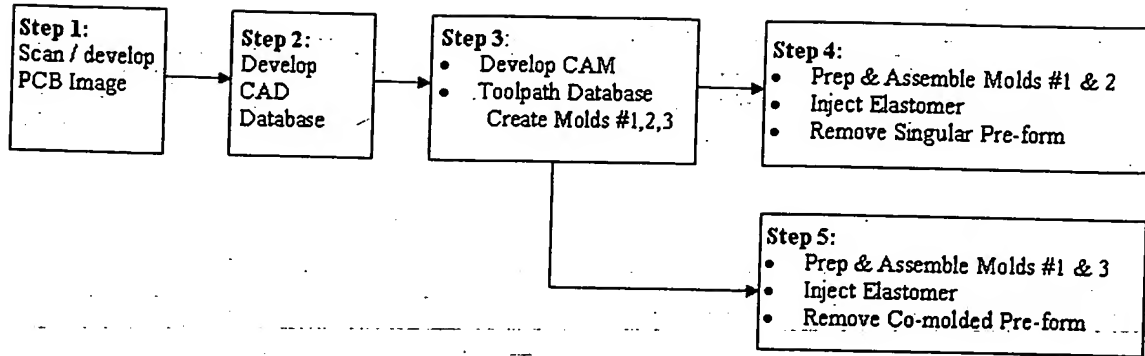 Step 1:
Scan / develop
PCB Image
Step 2:
Develop
CAD
Database
Step 3:
• Develop CAM
• Toolpath Database
Create Molds #1,2,3
Step 4:
• Prep & Assemble Molds #1 & 2
• Inject Elastomer
• Remove Singular Pre-form
Step 5:
• Prep & Assemble Molds #1 & 3
• Inject Elastomer
• Remove Co-molded Pre-form